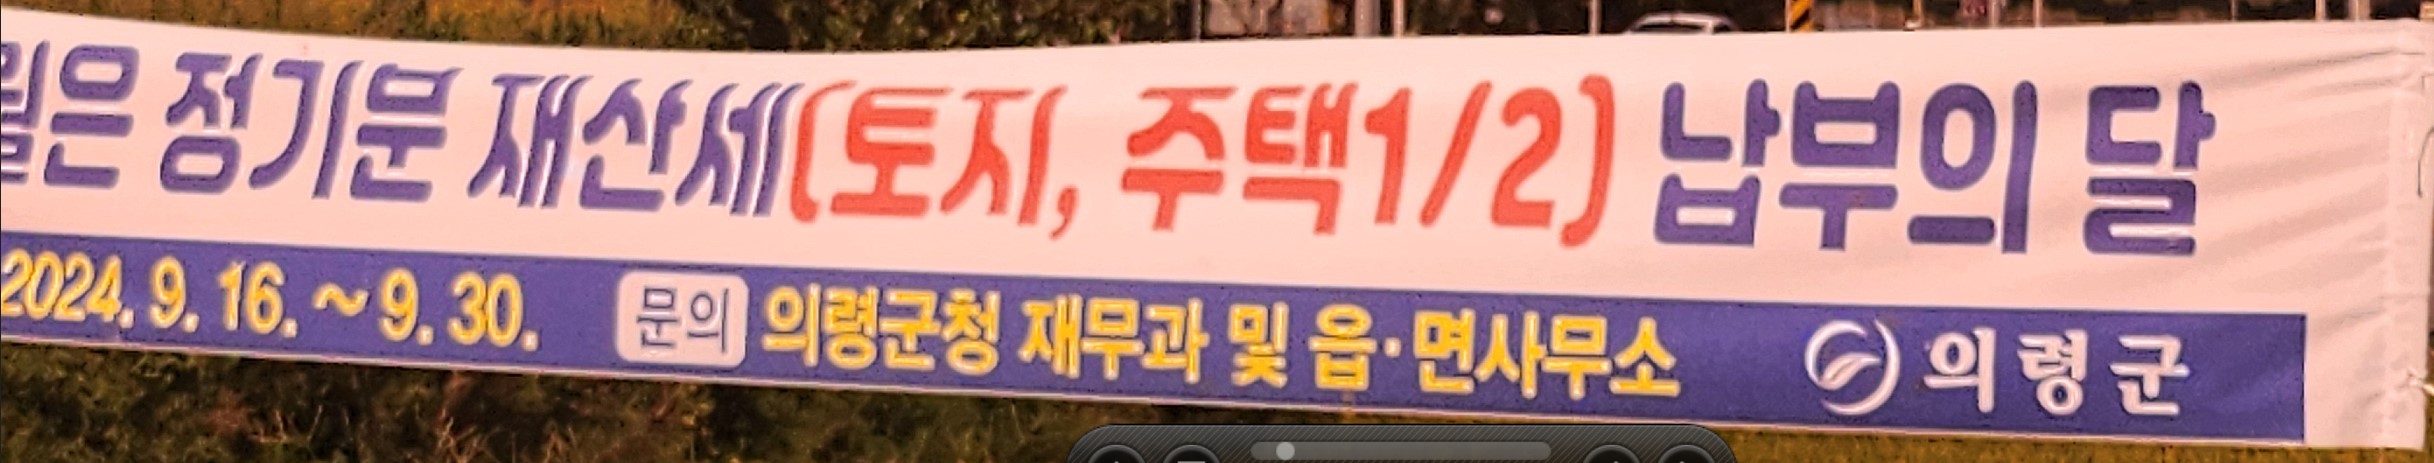 월은 정기분 재산세(토지, 주택1/2) 납부의 달
2024. 9. 16. ~ 9. 30. 문의 의령군청 재무과 및 읍·면사무소 의령군